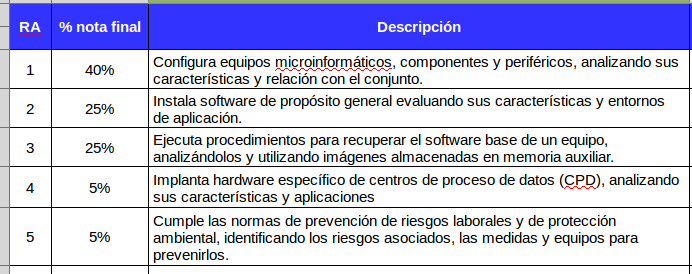 RA % nota final Descripción
1 40% Configura equipos microinformáticos, componentes y periféricos, analizando sus
características y relación con el conjunto.
2 25% Instala software de propósito general evaluando sus características y entornos
de aplicación.
3 25% Ejecuta procedimientos para recuperar el software base de un equipo,
analizándolos y utilizando imágenes almacenadas en memoria auxiliar.
4 5% Implanta hardware específico de centros de proceso de datos (CPD), analizando
sus características y aplicaciones
5 5% Cumple las normas de prevención de riesgos laborales y de protección
ambiental, identificando los riesgos asociados, las medidas y equipos para
prevenirlos.